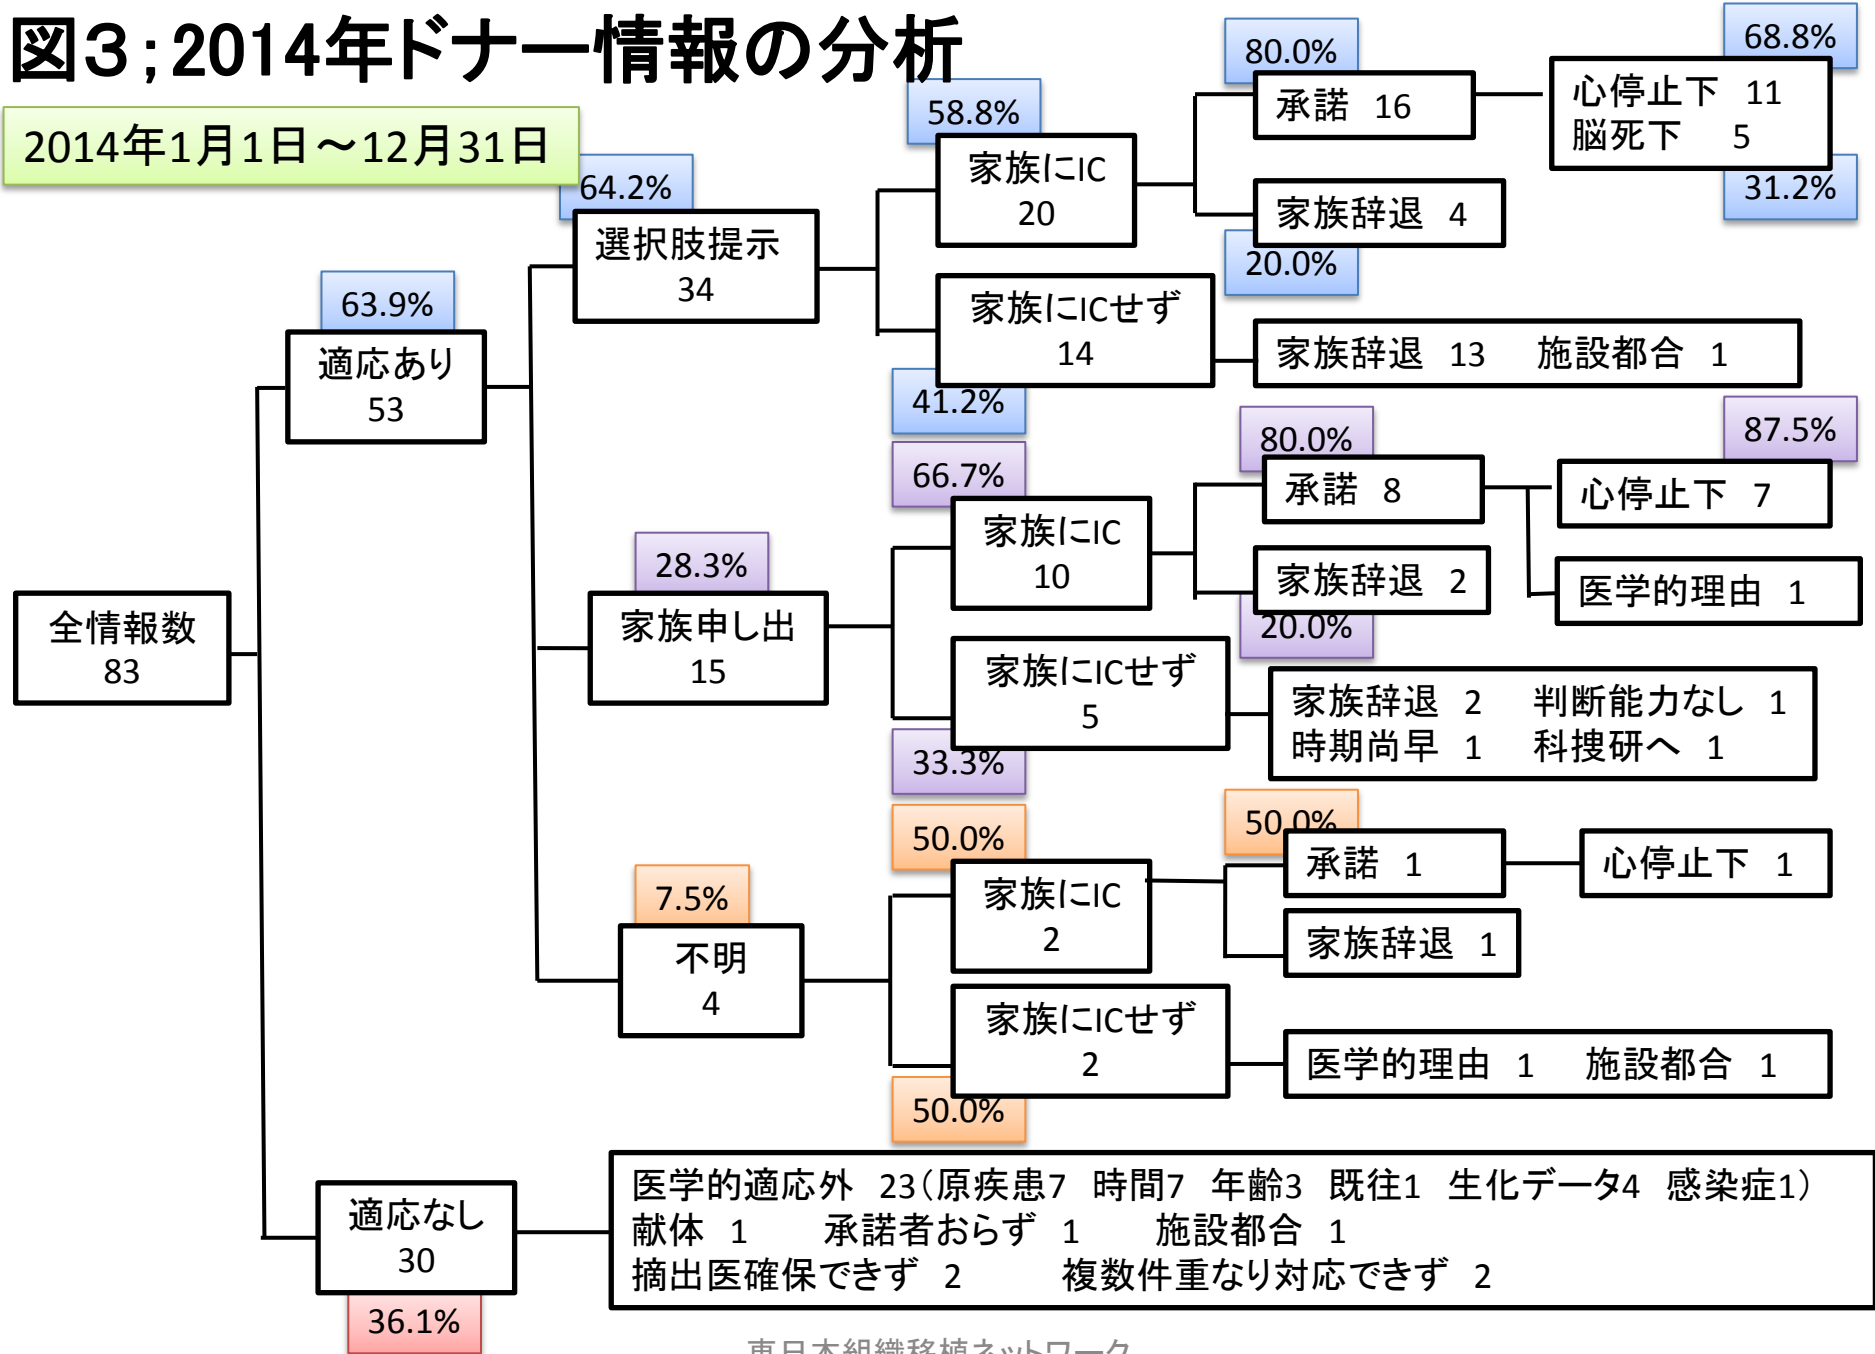 図3;2014年ドナー情報の分析
2014年1月1日～12月31日
全情報数
83
63.9%
適応あり
53
64.2%
選択肢提示
34
58.8%
家族にIC
20
80.0%
承諾 16
68.8%
心停止下 11
脳死下 5
31.2%
家族辞退 4
20.0%
家族にICせず
14
41.2%
家族辞退 13 施設都合 1
28.3%
家族申し出
15
66.7%
家族にIC
10
80.0%
承諾 8
87.5%
心停止下 7
医学的理由 1
家族辞退 2
20.0%
家族にICせず
5
33.3%
家族辞退 2 判断能力なし 1
時期尚早 1 科捜研へ 1
7.5%
不明
4
50.0%
家族にIC
2
50.0%
承諾 1
心停止下 1
家族辞退 1
家族にICせず
2
50.0%
医学的理由 1 施設都合 1
適応なし
30
36.1%
医学的適応外 23(原疾患7 時間7 年齢3 既往1 生化データ4 感染症1)
献体 1 承諾者おらず 1 施設都合 1
摘出医確保できず 2 複数件重なり対応できず 2
東日本組織移植ネットワーク